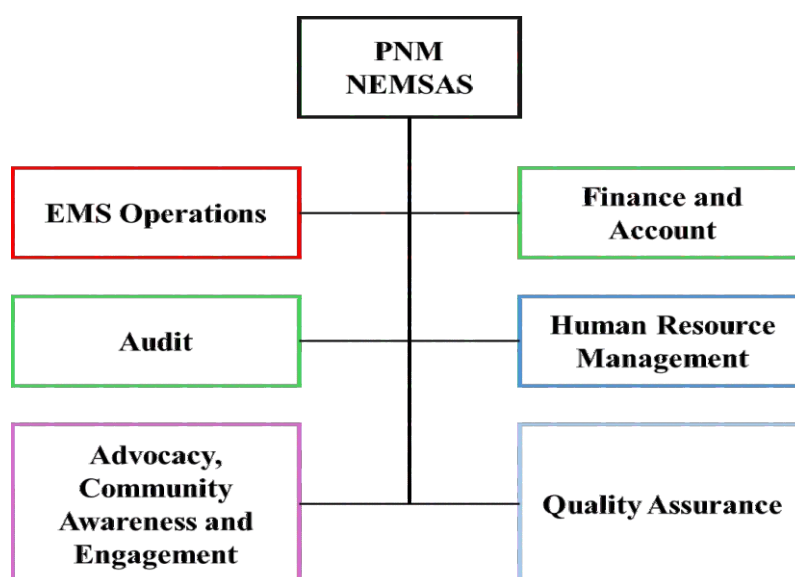 PNM
NEMSAS
EMS Operations
Finance and
Account
Audit
Human Resource
Management
Advocacy,
Community
Awareness and
Engagement
Quality Assurance